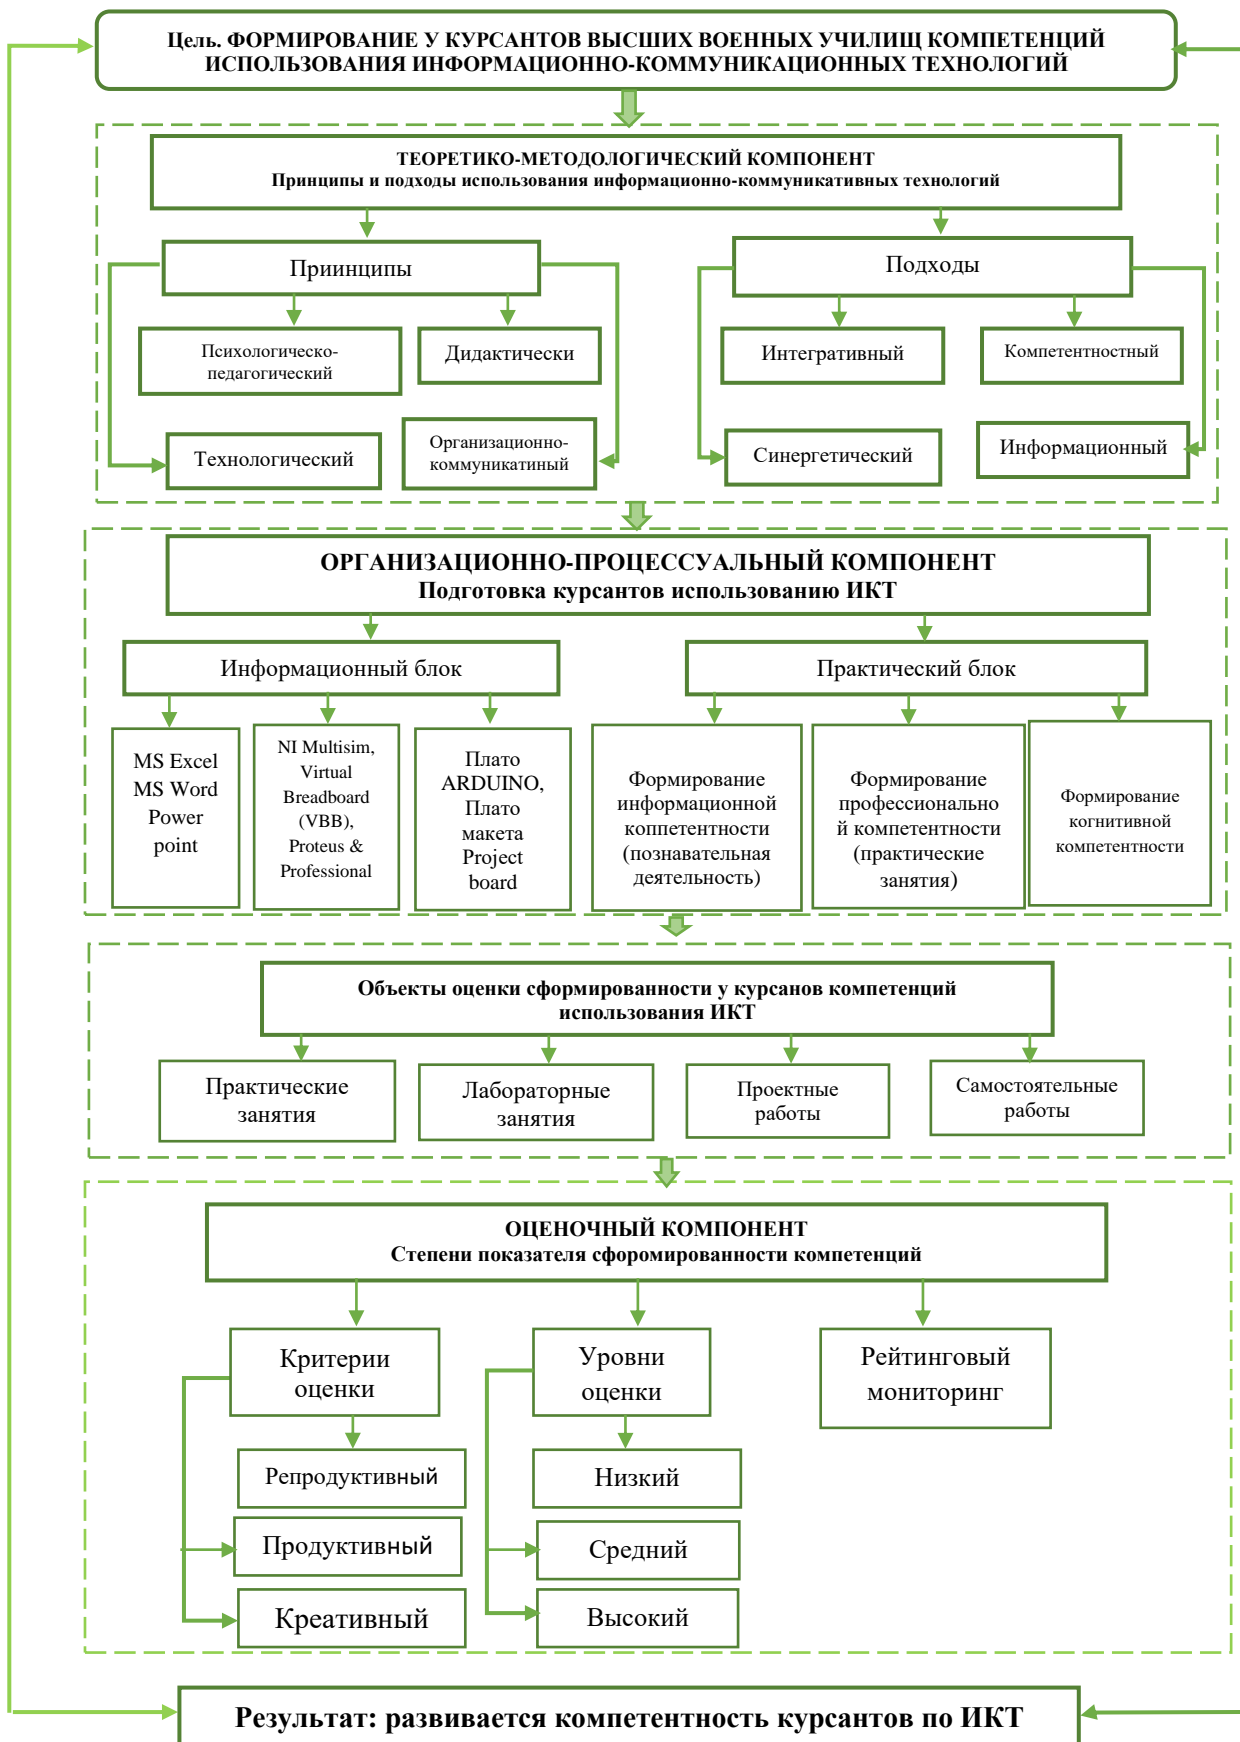 Цель. ФОРМИРОВАНИЕ У КУРСАНТОВ ВЫСШИХ ВОЕННЫХ УЧИЛИЩ КОМПЕТЕНЦИЙ
ИСПОЛЬЗОВАНИЯ ИНФОРМАЦИОННО-КОММУНИКАЦИОННЫХ ТЕХНОЛОГИЙ
ТЕОРЕТИКО-МЕТОДОЛОГИЧЕСКИЙ КОМПОНЕНТ
Принципы и подходы использования информационно-коммуникативных технологий
Приинципы
Подходы
Психологическо-
педагогический
Дидактически
Интегративный
Компетентностный
Технологический
Организационно-
коммуникатиный
Синергетический
Информационный
ОРГАНИЗАЦИОННО-ПРОЦЕССУАЛЬНЫЙ КОМПОНЕНТ
Подготовка курсантов использованию ИКТ
Информационный блок
Практический блок
MS Excel
MS Word
Power
point
NI Multisim,
Virtual
Breadboard
(VBB),
Proteus &
Professional
Плато
ARDUINO,
Плато
макета
Project
board
Формирование
информационной
коппетентности
(познавательная
деятельность)
Формирование
профессионально
й компетентности
(практические
занятия)
Формирование
когнитивной
компетентности
Объекты оценки сформированности у курсанов компетенций
использования ИКТ
Практические
занятия
Лабораторные
занятия
Проектные
работы
Самостоятельные
работы
ОЦЕНОЧНЫЙ КОМПОНЕНТ
Степени показателя сфоромированности компетенций
Критерии
оценки
Уровни
оценки
Рейтинговый
мониторинг
Репродуктивный
Низкий
Продуктивный
Средний
Креативный
Высокий
Результат: развивается компетентность курсантов по ИКТ